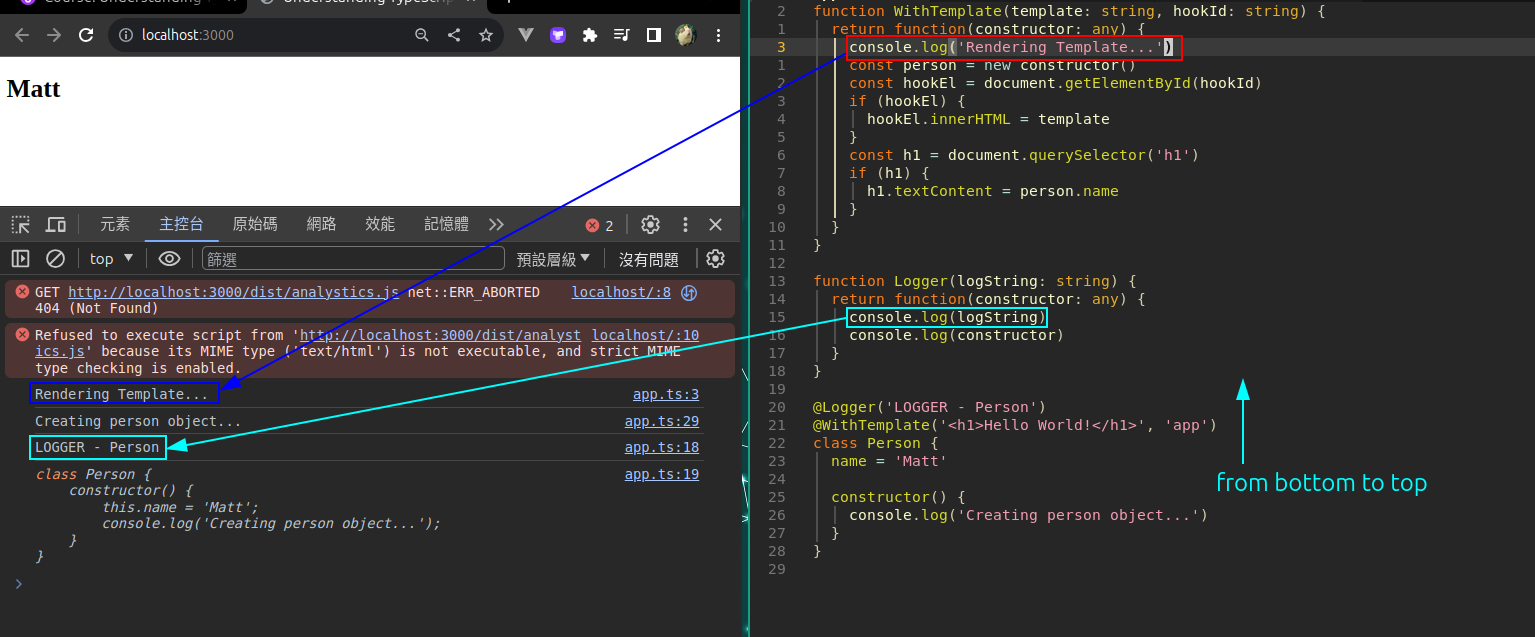 localhost:3000
Matt
元素 主控台 原始碼 網路 效能 記憶體 2
top 篩選 預設層級 沒有問題
GET http://localhost:3000/dist/analystics.js net::ERR_ABORTED localhost/:8
404 (Not Found)
Refused to execute script from 'http://localhost:3000/dist/analyst localhost/:10
ics.js' because its MIME type ('text/html') is not executable, and strict MIME
type checking is enabled.
Rendering Template... app.ts:3
Creating person object... app.ts:29
LOGGER - Person app.ts:18
class Person { app.ts:19
constructor() {
this.name = 'Matt';
console.log('Creating person object...');
}
}
2 function WithTemplate(template: string, hookId: string) {
1 return function(constructor: any) {
3 console.log('Rendering Template...')
1 const person = new constructor()
2 const hookEl = document.getElementById(hookId)
3 if (hookEl) {
4 hookEl.innerHTML = template
5 }
6 const h1 = document.querySelector('h1')
7 if (h1) {
8 h1.textContent = person.name
9 }
10 }
11 }
12
13 function Logger(logString: string) {
14 return function(constructor: any) {
15 console.log(logString)
16 console.log(constructor)
17 }
18 }
19
20 @Logger('LOGGER - Person')
21 @WithTemplate('<h1>Hello World!</h1>', 'app')
22 class Person {
23 name = 'Matt'
24
25 constructor() {
26 console.log('Creating person object...')
27 }
28 }
29
from bottom to top